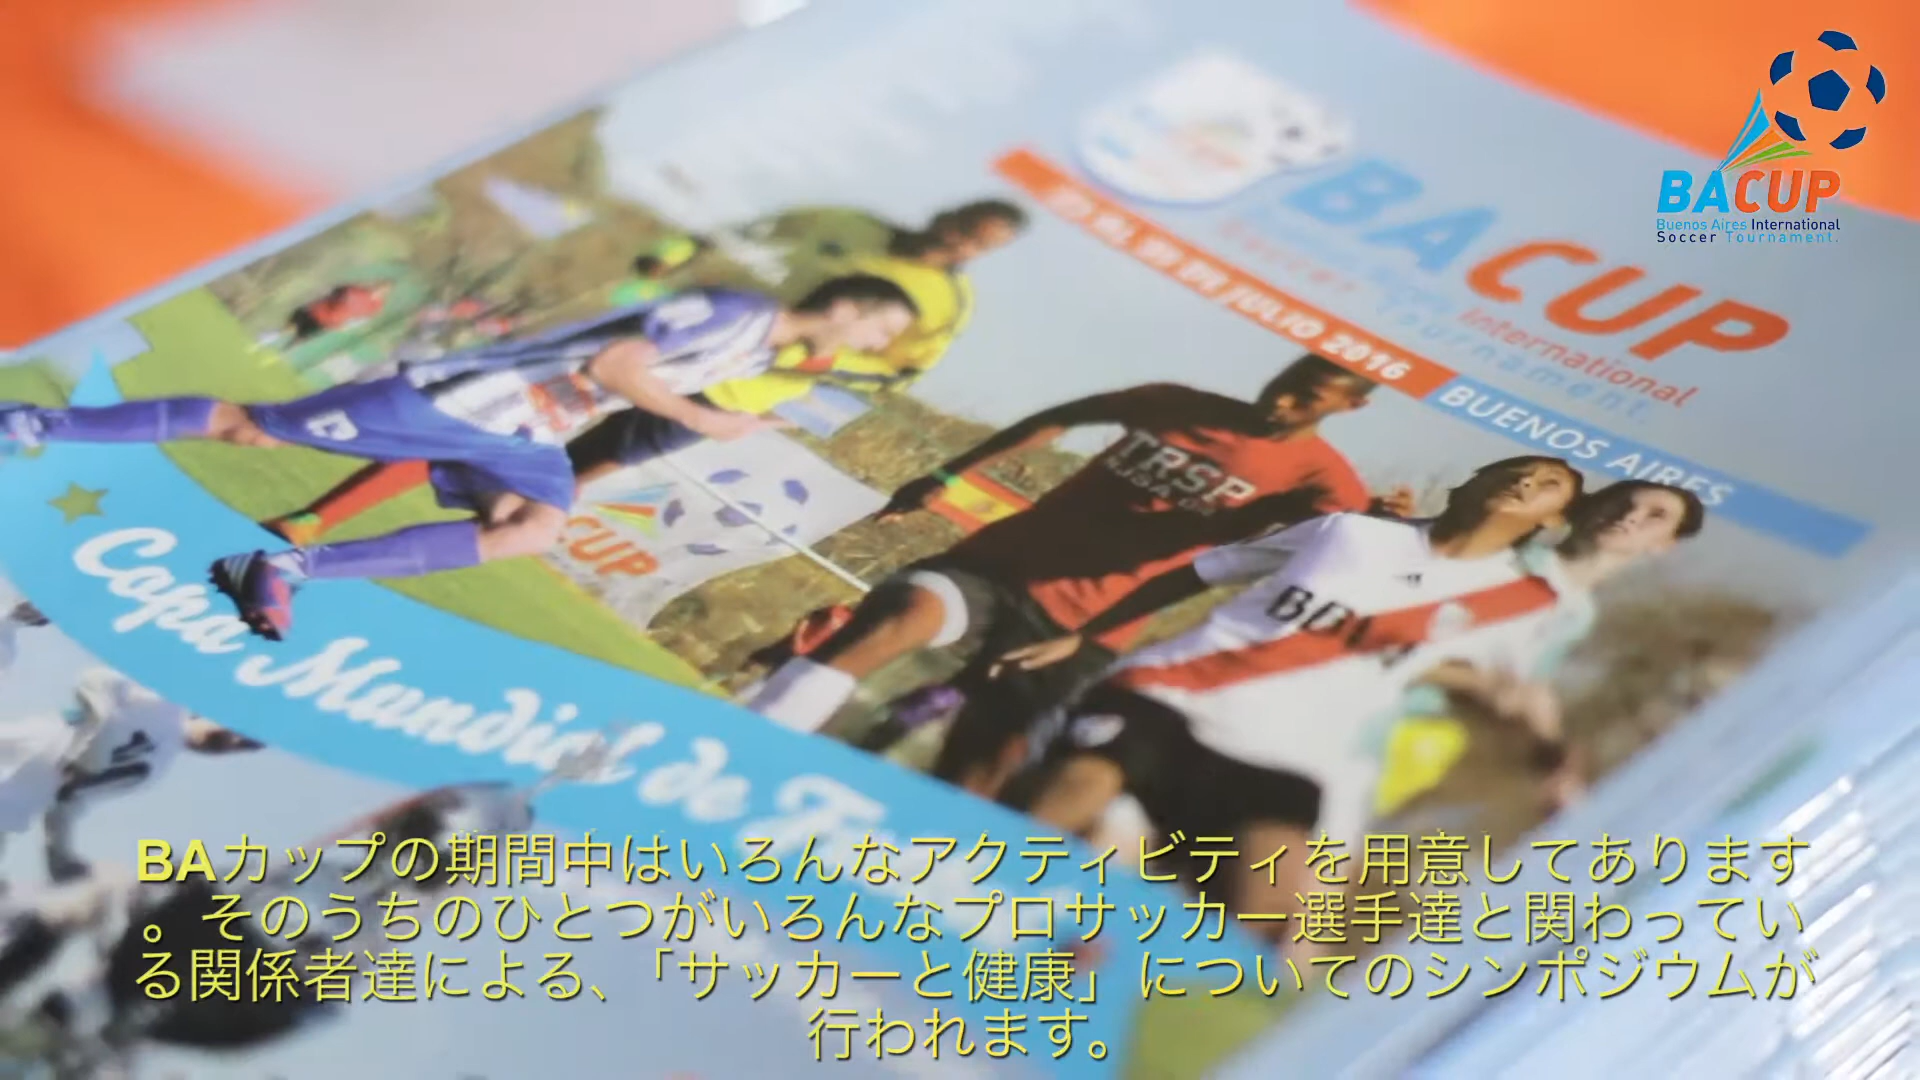 BACUP
Buenos Aires International
Soccer Tournament.
BACUP
International
Tournament.
JULIO 2016
BUENOS AIRES
TRSP
CUP
Copa Mundial de
BAカップの期間中はいろんなアクティビティを用意してあります
。そのうちのひとつがいろんなプロサッカー選手達と関わってい
る関係者達による、「サッカーと健康」についてのシンポジウムが
行われます。